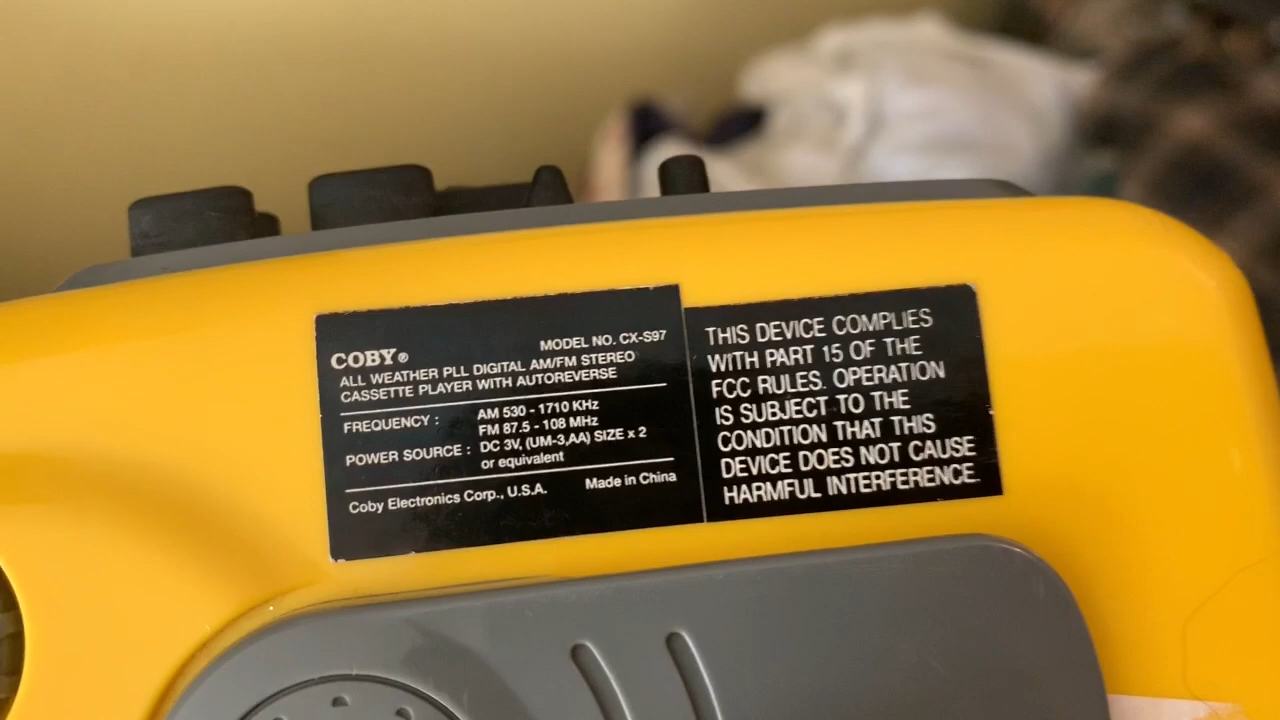 COBY®
MODEL NO. CX-S97
ALL WEATHER PLL DIGITAL AM/FM STEREO
CASSETTE PLAYER WITH AUTOREVERSE
FREQUENCY : AM 530 - 1710 KHz
FM 87.5 - 108 MHz
POWER SOURCE : DC 3V, (UM-3,AA) SIZE x 2
or equivalent
Coby Electronics Corp., U.S.A. Made in China
THIS DEVICE COMPLIES
WITH PART 15 OF THE
FCC RULES. OPERATION
IS SUBJECT TO THE
CONDITION THAT THIS
DEVICE DOES NOT CAUSE
HARMFUL INTERFERENCE.